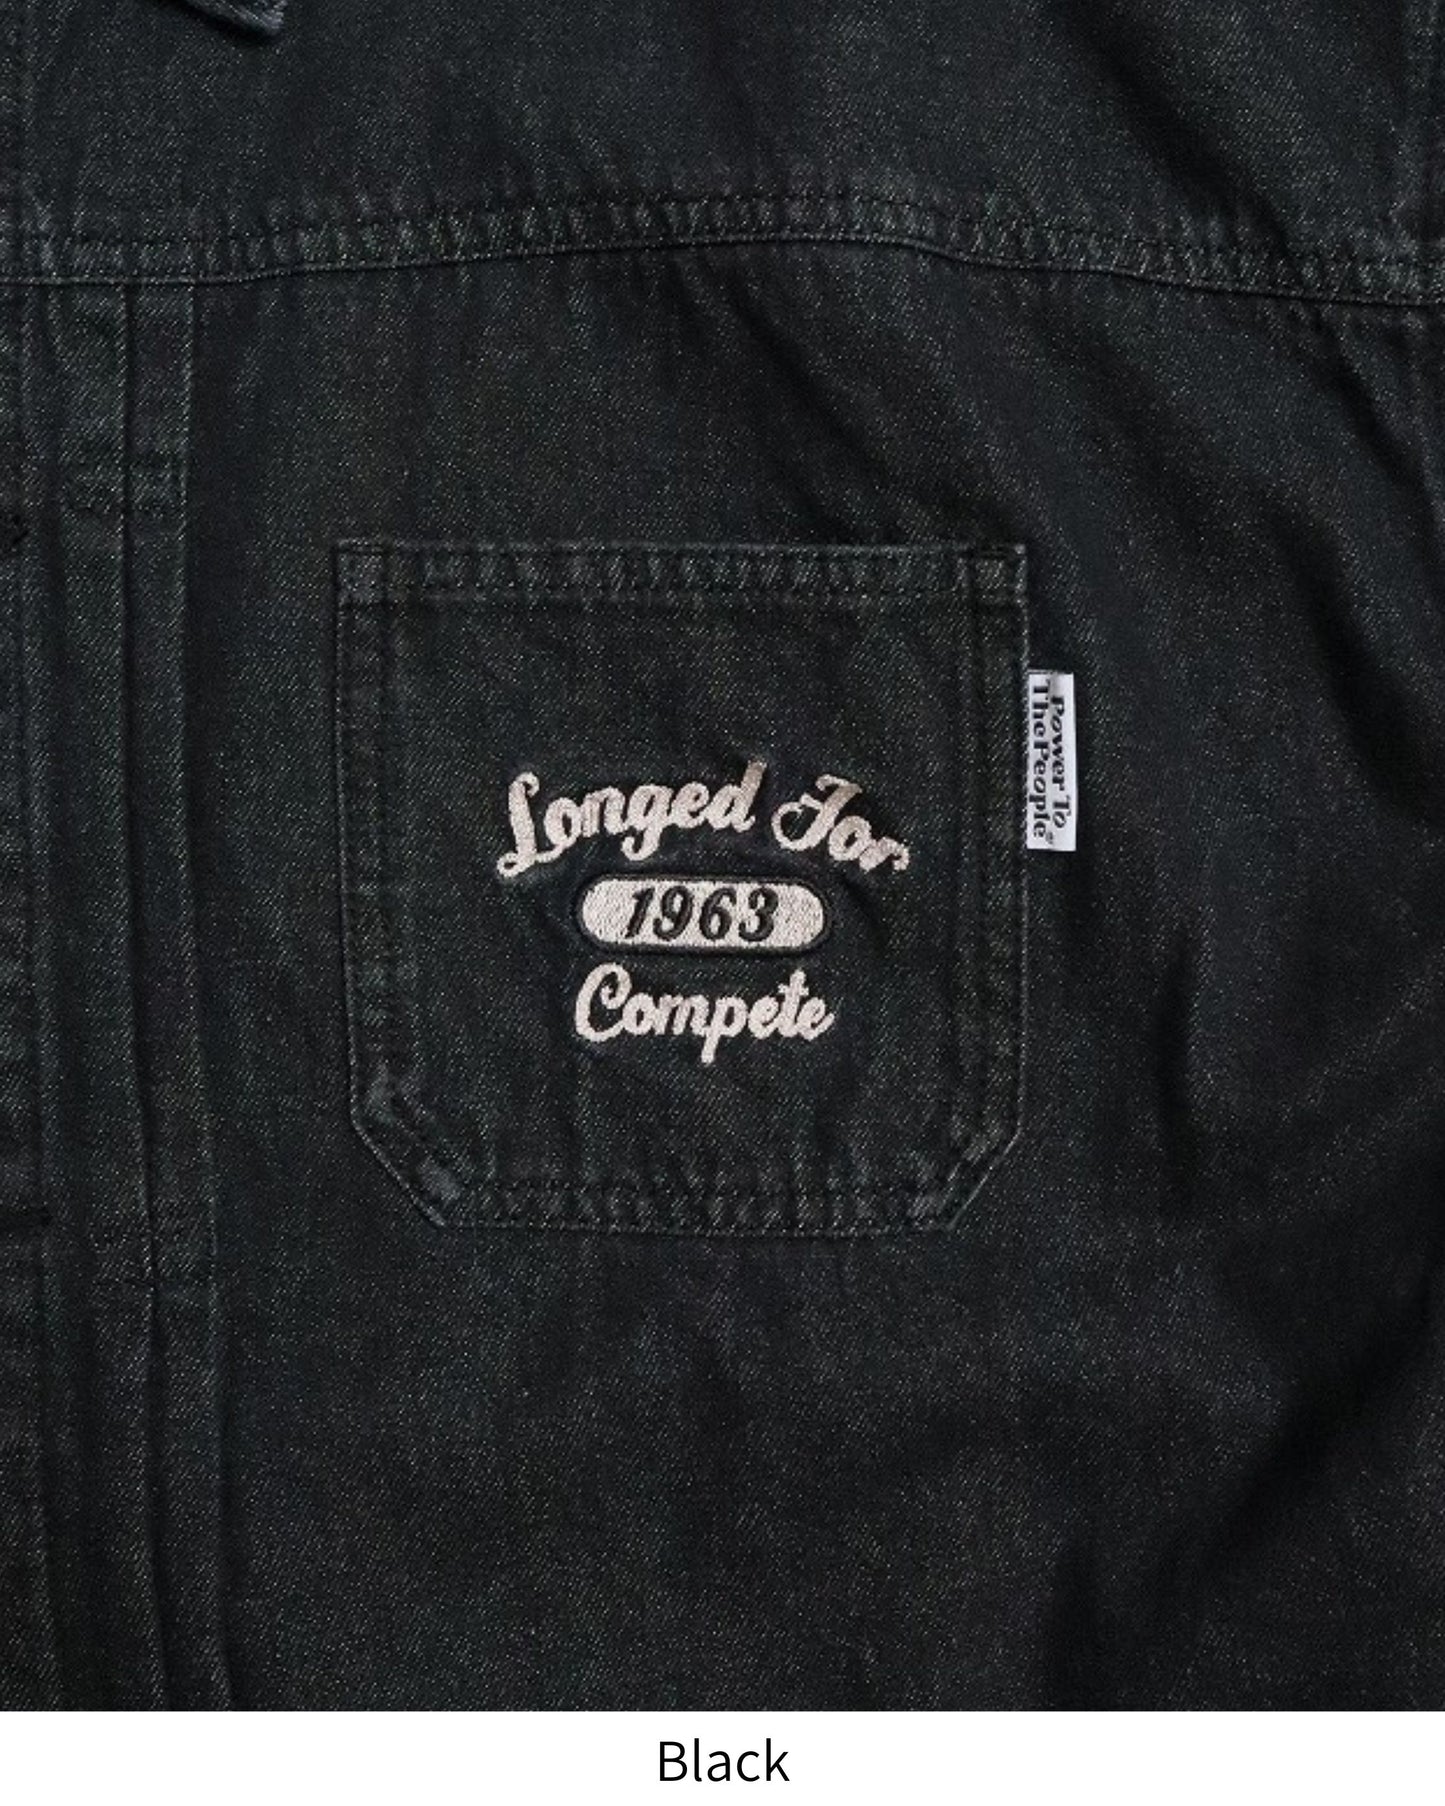 Longed For
1963
Compete
Power To
The People®
Black